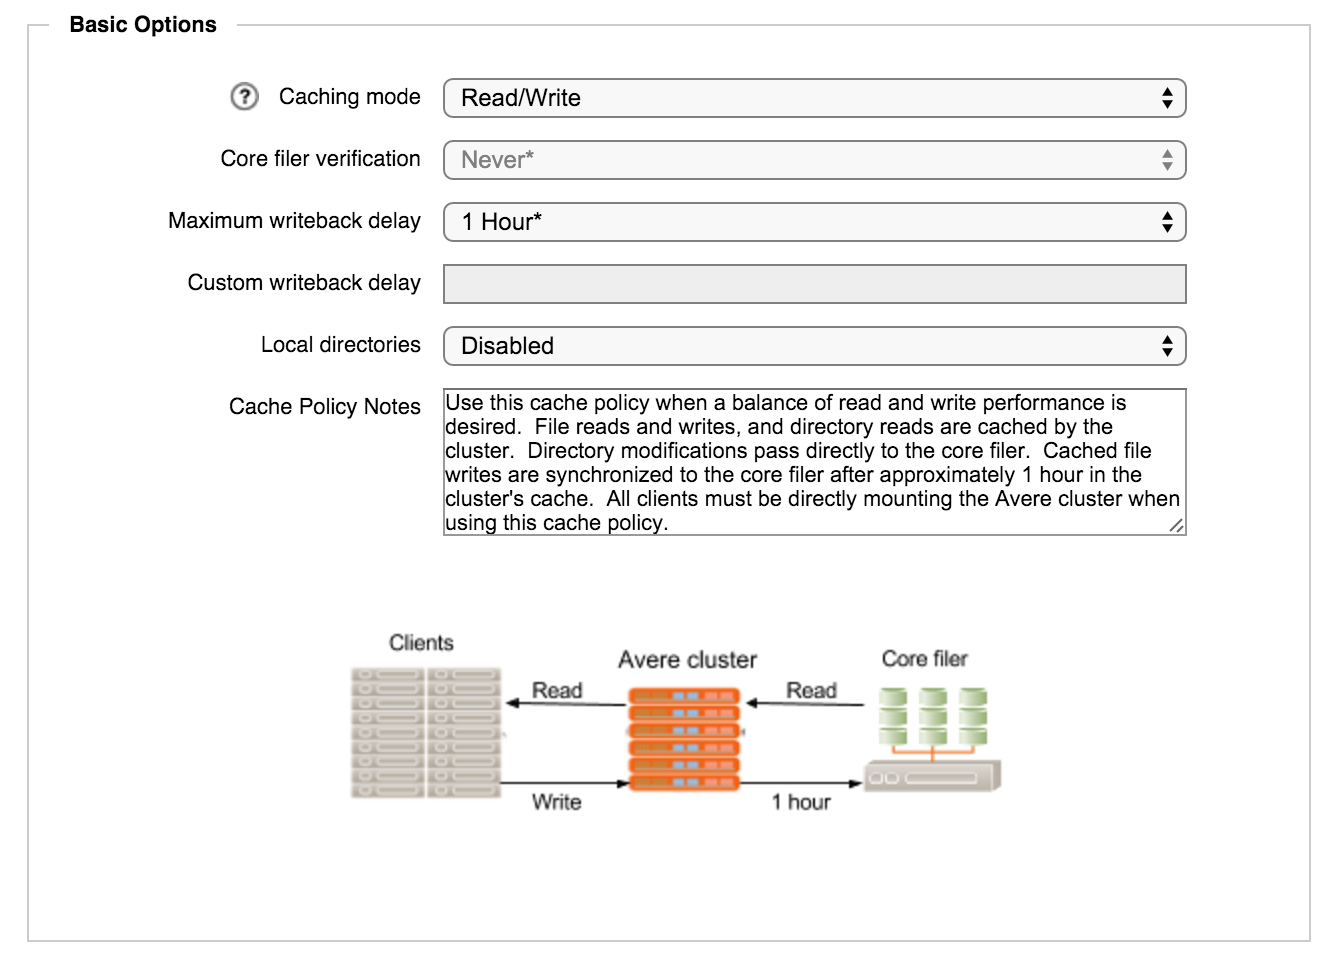 Basic Options
? Caching mode Read/Write
Core filer verification Never*
Maximum writeback delay 1 Hour*
Custom writeback delay
Local directories Disabled
Cache Policy Notes Use this cache policy when a balance of read and write performance is
desired.  File reads and writes, and directory reads are cached by the
cluster.  Directory modifications pass directly to the core filer.  Cached file
writes are synchronized to the core filer after approximately 1 hour in the
cluster's cache.  All clients must be directly mounting the Avere cluster when
using this cache policy.
Clients Avere cluster Core filer
Read Read
Write 1 hour